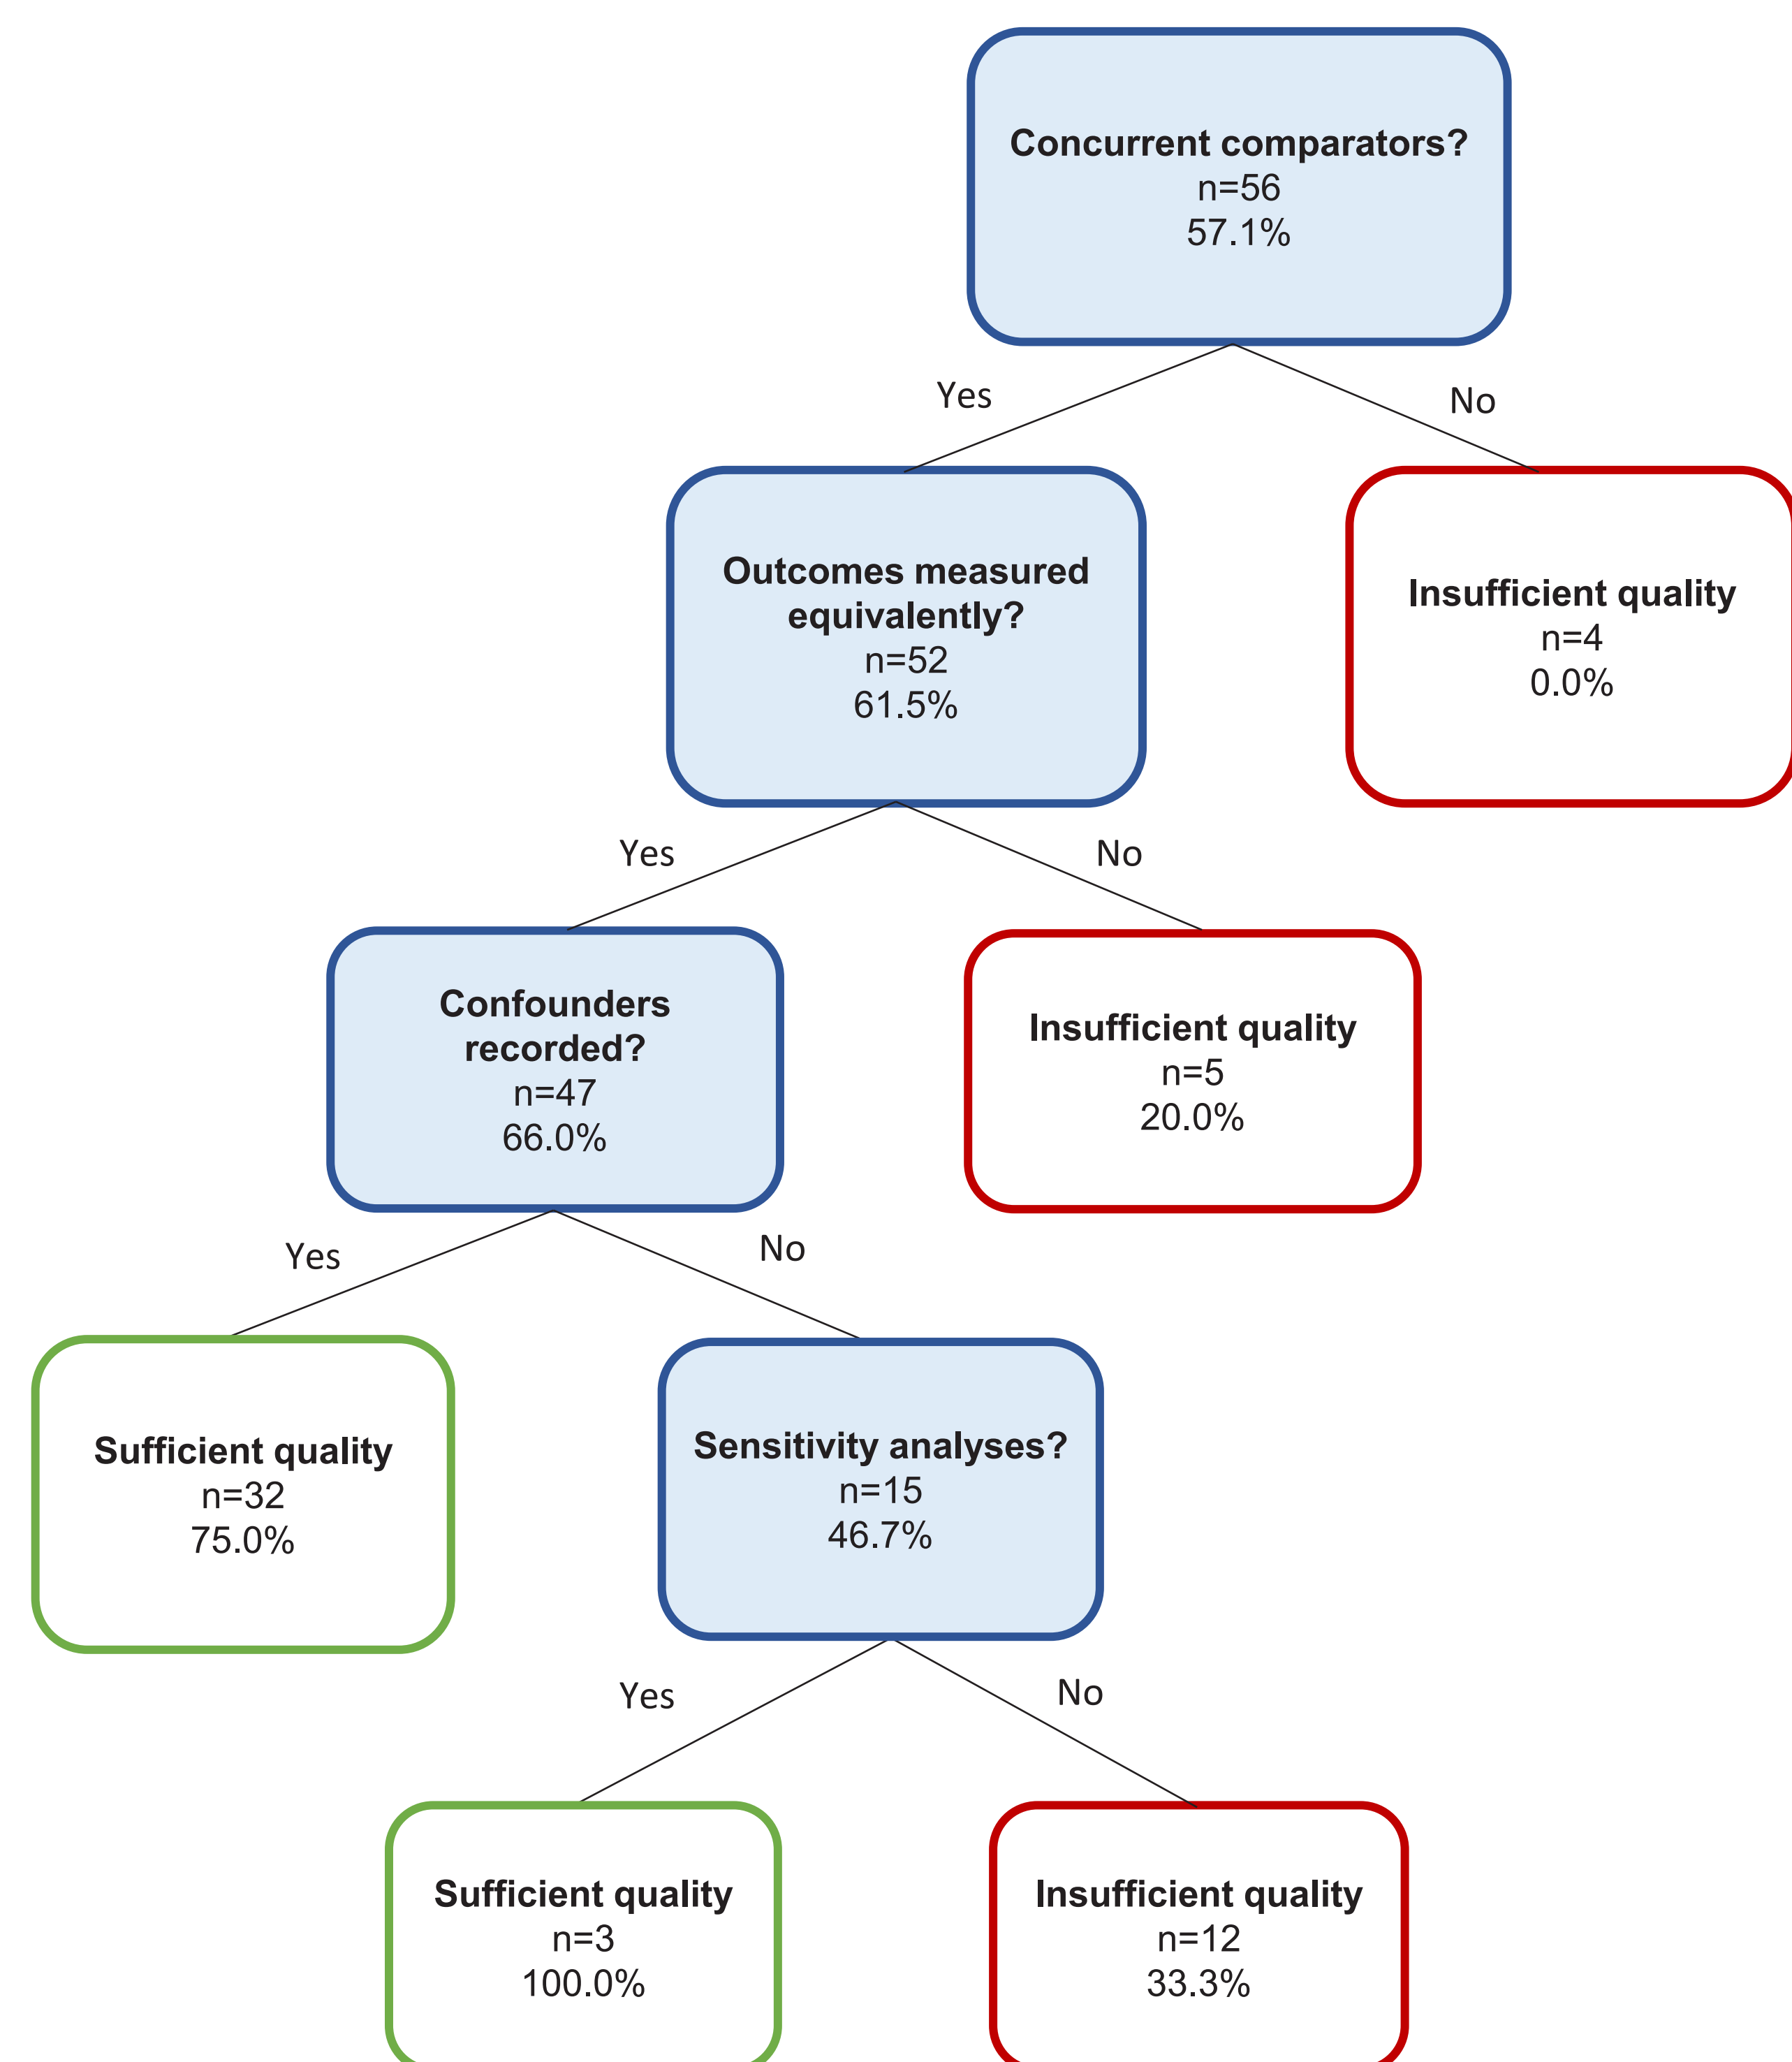 Concurrent comparators?
n=56
57.1%
Yes
No
Outcomes measured
equivalently?
n=52
61.5%
Insufficient quality
n=4
0.0%
Yes
No
Confounders
recorded?
n=47
66.0%
Insufficient quality
n=5
20.0%
Yes
No
Sufficient quality
n=32
75.0%
Sensitivity analyses?
n=15
46.7%
Yes
No
Sufficient quality
n=3
100.0%
Insufficient quality
n=12
33.3%